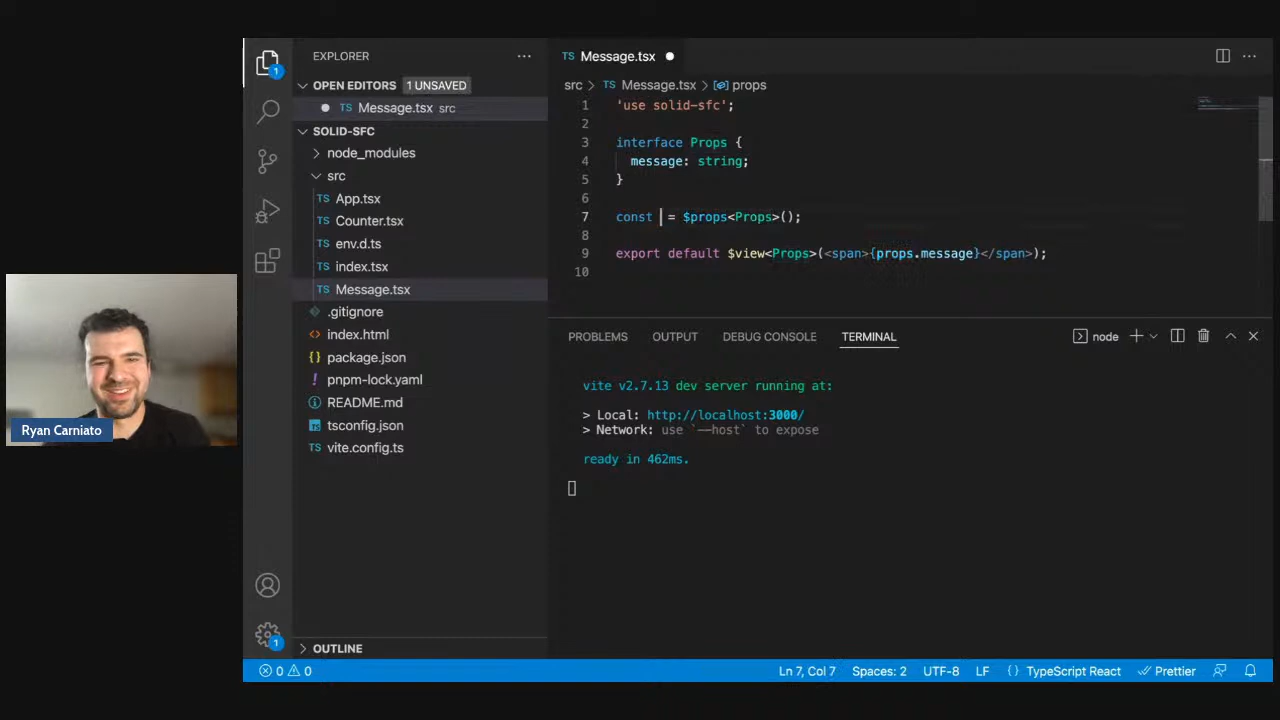 EXPLORER
OPEN EDITORS 1 UNSAVED
Message.tsx src
SOLID-SFC
node_modules
src
TS App.tsx
TS Counter.tsx
TS env.d.ts
TS index.tsx
TS Message.tsx
.gitignore
index.html
package.json
pnpm-lock.yaml
README.md
tsconfig.json
TS vite.config.ts
OUTLINE
TS Message.tsx
src > TS Message.tsx > props
1 'use solid-sfc';
2
3 interface Props {
4 message: string;
5 }
6
7 const = $props<Props>();
8
9 export default $view<Props>(<span>{props.message}</span>);
10
PROBLEMS OUTPUT DEBUG CONSOLE TERMINAL node
vite v2.7.13 dev server running at:
> Local: http://localhost:3000/
> Network: use `--host` to expose
ready in 462ms.
Ryan Carniato
1
1
0 0 Ln 7, Col 7 Spaces: 2 UTF-8 LF {} TypeScript React Prettier